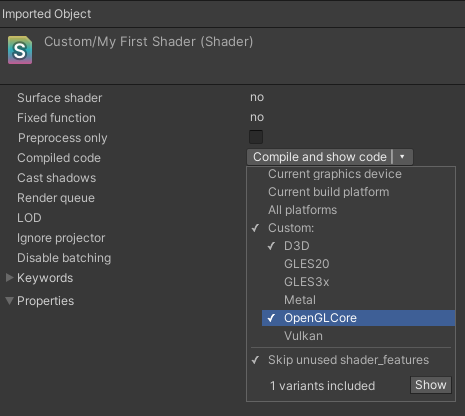 Imported Object
Custom/My First Shader (Shader)
S
Surface shader no
Fixed function no
Preprocess only
Compiled code Compile and show code
Cast shadows
Current graphics device
Render queue
Current build platform
LOD
All platforms
Ignore projector
Custom:
Disable batching
D3D
Keywords
GLES20
GLES3x
Properties
Metal
OpenGLCore
Vulkan
Skip unused shader_features
1 variants included Show